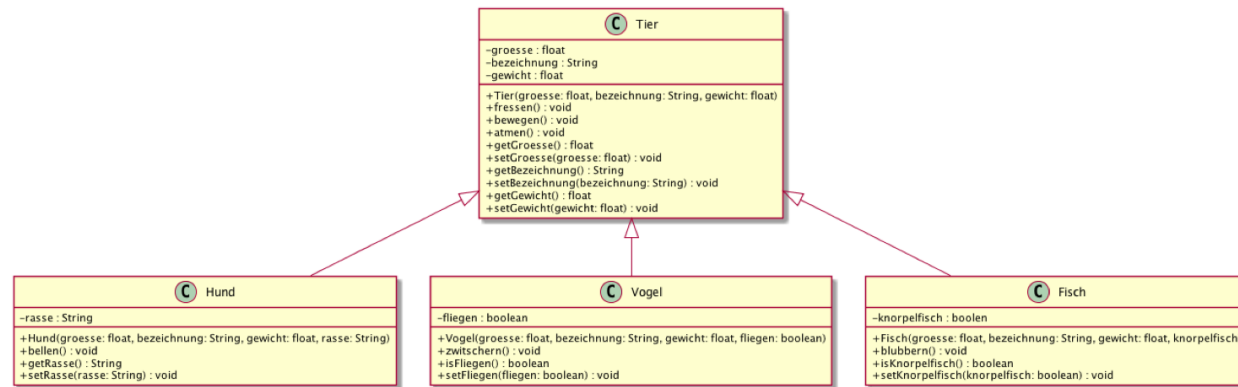 C Tier
-groesse : float
-bezeichnung : String
-gewicht : float
+Tier(groesse: float, bezeichnung: String, gewicht: float)
+fressen() : void
+bewegen() : void
+atmen() : void
+getGroesse() : float
+setGroesse(groesse: float) : void
+getBezeichnung() : String
+setBezeichnung(bezeichnung: String) : void
+getGewicht() : float
+setGewicht(gewicht: float) : void
C Hund
-rasse : String
+Hund(groesse: float, bezeichnung: String, gewicht: float, rasse: String)
+bellen() : void
+getRasse() : String
+setRasse(rasse: String) : void
C Vogel
-fliegen : boolean
+Vogel(groesse: float, bezeichnung: String, gewicht: float, fliegen: boolean)
+zwitschern() : void
+isFliegen() : boolean
+setFliegen(fliegen: boolean) : void
C Fisch
-knorpelfisch : boolen
+Fisch(groesse: float, bezeichnung: String, gewicht: float, knorpelfisch
+blubbern() : void
+isKnorpelfisch() : boolean
+setKnorpelfisch(knorpelfisch: boolean) : void